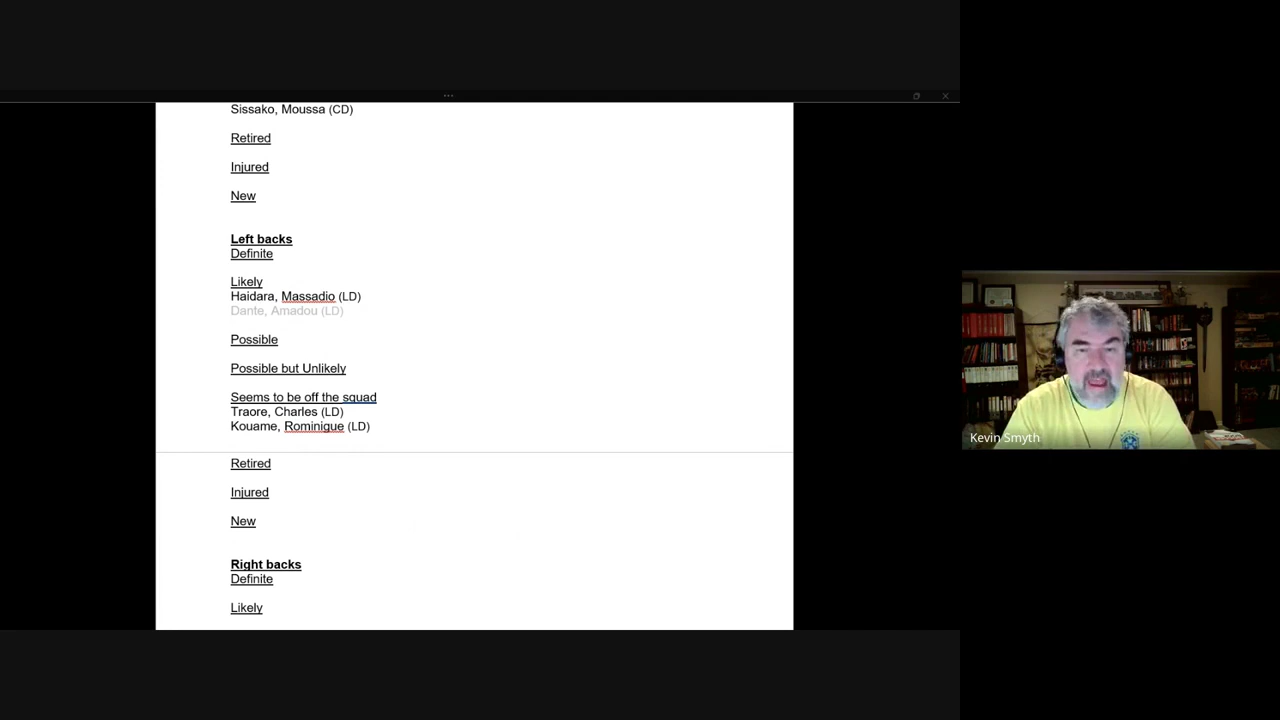 Sissako, Moussa (CD)
Retired
Injured
New
Left backs
Definite
Likely
Haidara, Massadio (LD)
Dante, Amadou (LD)
Possible
Possible but Unlikely
Seems to be off the squad
Traore, Charles (LD)
Kouame, Rominigue (LD)
Retired
Injured
New
Right backs
Definite
Likely
Kevin Smyth